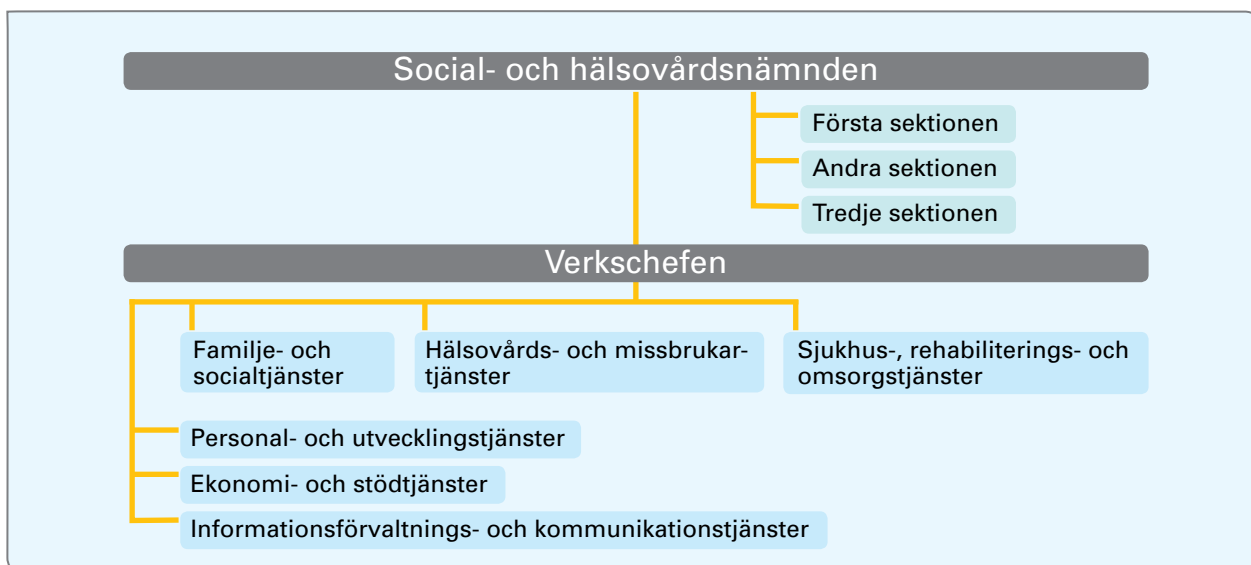 Social- och hälsovårdsnämnden
Första sektionen
Andra sektionen
Tredje sektionen
Verkschefen
Familje- och
socialtjänster
Hälsovårds- och missbrukar-
tjänster
Sjukhus-, rehabiliterings- och
omsorgstjänster
Personal- och utvecklingstjänster
Ekonomi- och stödtjänster
Informationsförvaltnings- och kommunikationstjänster